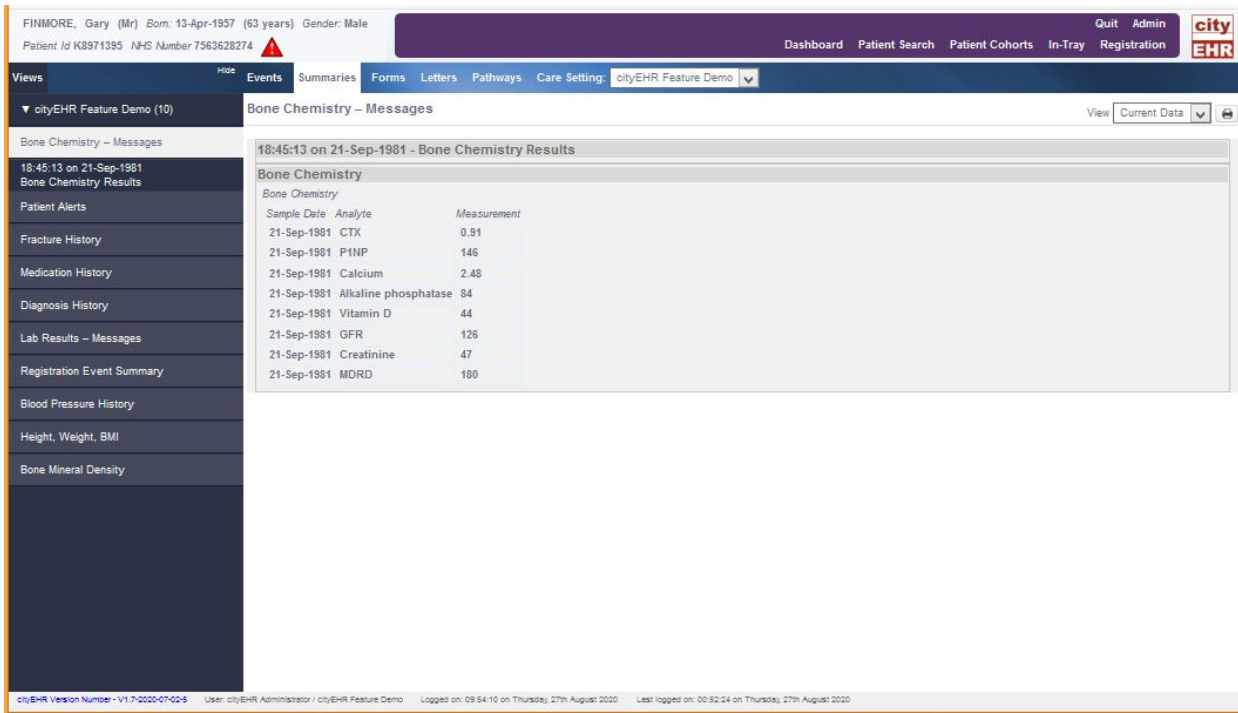 FINMORE, Gary (Mr) Born: 13-Apr-1957 (63 years) Gender: Male
Patient Id K8971395 NHS Number 7563628274
Quit Admin
Dashboard Patient Search Patient Cohorts In-Tray Registration
city
EHR
Views
Hide
Events Summaries Forms Letters Pathways Care Setting: cityEHR Feature Demo
▼ cityEHR Feature Demo (10)
Bone Chemistry – Messages
18:45:13 on 21-Sep-1981
Bone Chemistry Results
Patient Alerts
Fracture History
Medication History
Diagnosis History
Lab Results – Messages
Registration Event Summary
Blood Pressure History
Height, Weight, BMI
Bone Mineral Density
Bone Chemistry – Messages
View Current Data
18:45:13 on 21-Sep-1981 - Bone Chemistry Results
Bone Chemistry
Bone Chemistry
Sample Date Analyte Measurement
21-Sep-1981 CTX 0.91
21-Sep-1981 P1NP 146
21-Sep-1981 Calcium 2.48
21-Sep-1981 Alkaline phosphatase 84
21-Sep-1981 Vitamin D 44
21-Sep-1981 GFR 126
21-Sep-1981 Creatinine 47
21-Sep-1981 MDRD 180
cityEHR Version Number - V1.7-2020-07-02-5 User: cityEHR Administrator / cityEHR Feature Demo Logged on: 09:54:10 on Thursday, 27th August 2020 Last logged on: 00:52:24 on Thursday, 27th August 2020